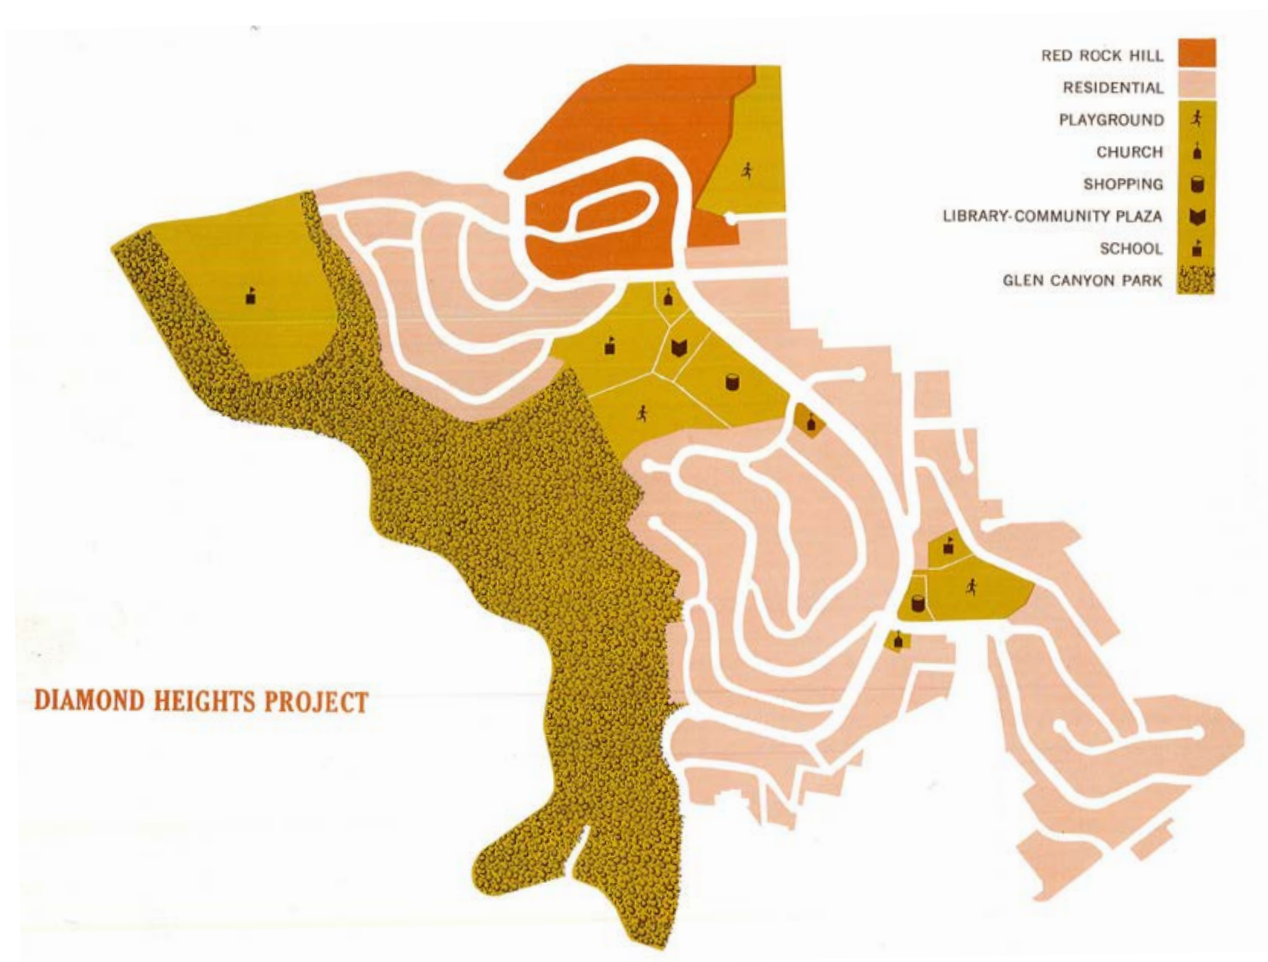 RED ROCK HILL
RESIDENTIAL
PLAYGROUND
CHURCH
SHOPPING
LIBRARY-COMMUNITY PLAZA
SCHOOL
GLEN CANYON PARK
DIAMOND HEIGHTS PROJECT